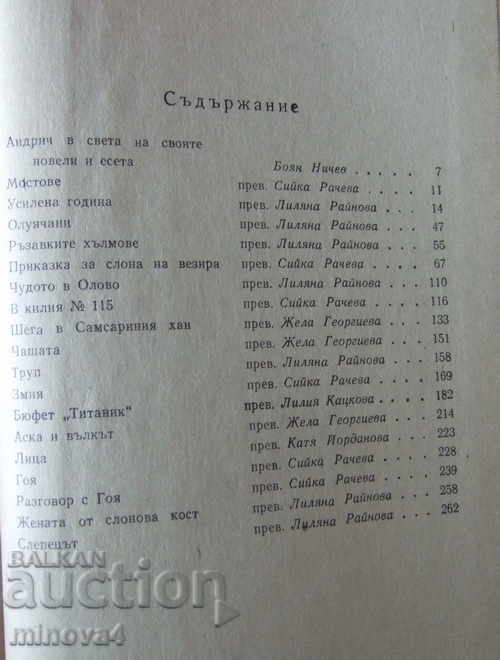 Съдържание
Андрич в света на своите
новели и есета Боян Ничев . . . . . 7
Мостове прев. Сийка Рачева . . . . 11
Усилена година прев. Лиляна Райнова . . . 14
Олуячани прев. Лиляна Райнова . . . 47
Ръзавките хълмове прев. Лиляна Райнова . . . 55
Приказка за слона на везира прев. Сийка Рачева . . . . 67
Чудото в Олово прев. Лиляна Райнова . . . 110
В килия № 115 прев. Сийка Рачева . . . . 116
Шега в Самсариния хан прев. Жела Георгиева . . . 133
Чашата прев. Жела Георгиева . . . 151
Труп прев. Лиляна Райнова . . . 158
Змия прев. Сийка Рачева . . . . 169
Бюфет „Титаник" прев. Лилия Кацкова . . . 182
Аска и вълкът прев. Жела Георгиева . . . 214
Лица прев. Катя Йорданова . . . 223
Гоя прев. Сийка Рачева . . . . 228
Разговор с Гоя прев. Сийка Рачева . . . . 239
Жената от слонова кост прев. Лиляна Райнова . . . 258
Слепецът прев. Лиляна Райнова . . . 262
BALKAN
auction
minova4